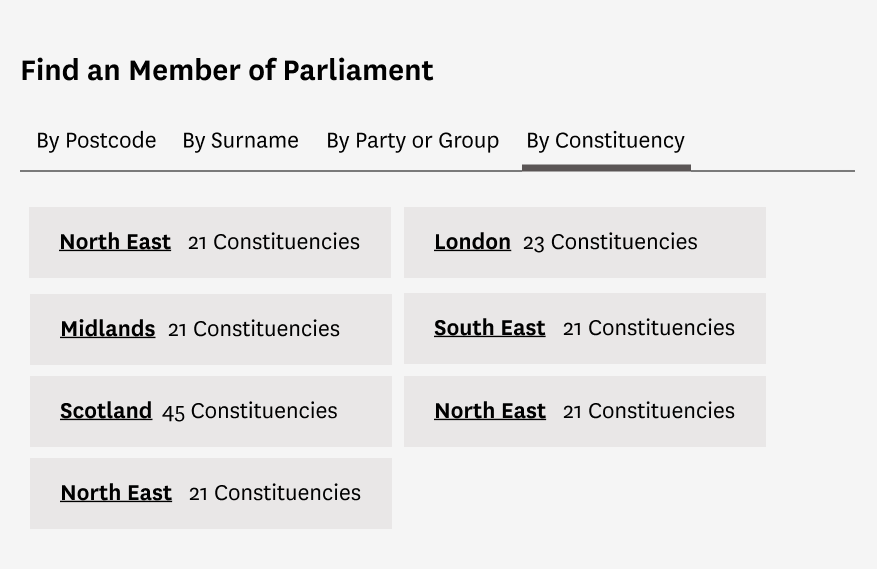 Find an Member of Parliament
By Postcode By Surname By Party or Group By Constituency
North East 21 Constituencies
London 23 Constituencies
Midlands 21 Constituencies
South East 21 Constituencies
Scotland 45 Constituencies
North East 21 Constituencies
North East 21 Constituencies